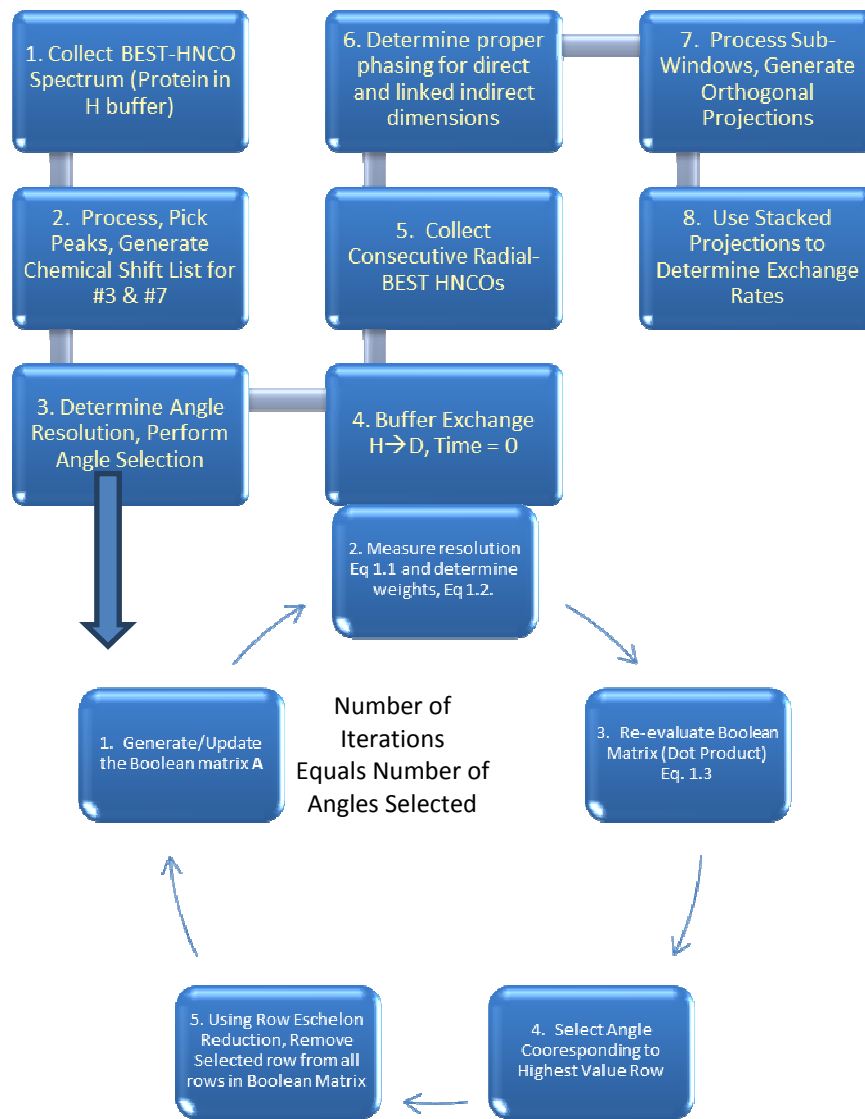 1. Collect BEST-HNCO
Spectrum (Protein in
H buffer)
2. Process, Pick
Peaks, Generate
Chemical Shift List for
#3 & #7
3. Determine Angle
Resolution, Perform
Angle Selection
4. Buffer Exchange
H→D, Time = 0
5. Collect
Consecutive Radial-
BEST HNCOs
6. Determine proper
phasing for direct
and linked indirect
dimensions
7. Process Sub-
Windows, Generate
Orthogonal
Projections
8. Use Stacked
Projections to
Determine Exchange
Rates
Number of
Iterations
Equals Number of
Angles Selected
1. Generate/Update
the Boolean matrix A
2. Measure resolution
Eq 1.1 and determine
weights, Eq 1.2.
3. Re-evaluate Boolean
Matrix (Dot Product)
Eq. 1.3
4. Select Angle
Cooresponding to
Highest Value Row
5. Using Row Eschelon
Reduction, Remove
Selected row from all
rows in Boolean Matrix